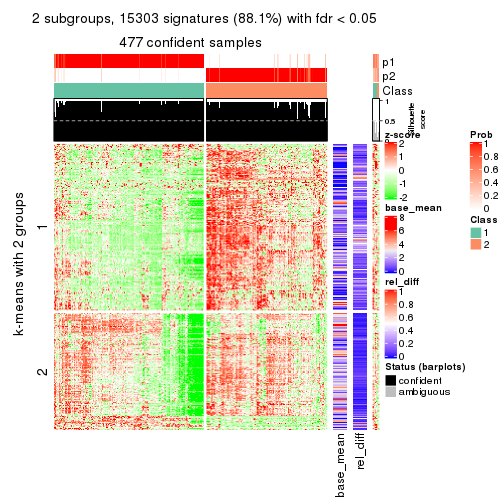 2 subgroups, 15303 signatures (88.1%) with fdr < 0.05
477 confident samples
p1
p2
Class
1
0.5
0
Silhouette
score
k-means with 2 groups
1
2
base_mean
rel_diff
z-score
2
1
0
-1
-2
base_mean
8
6
4
2
0
rel_diff
1
0.8
0.6
0.4
0.2
0
Status (barplots)
confident
ambiguous
Prob
1
0.8
0.6
0.4
0.2
0
Class
1
2